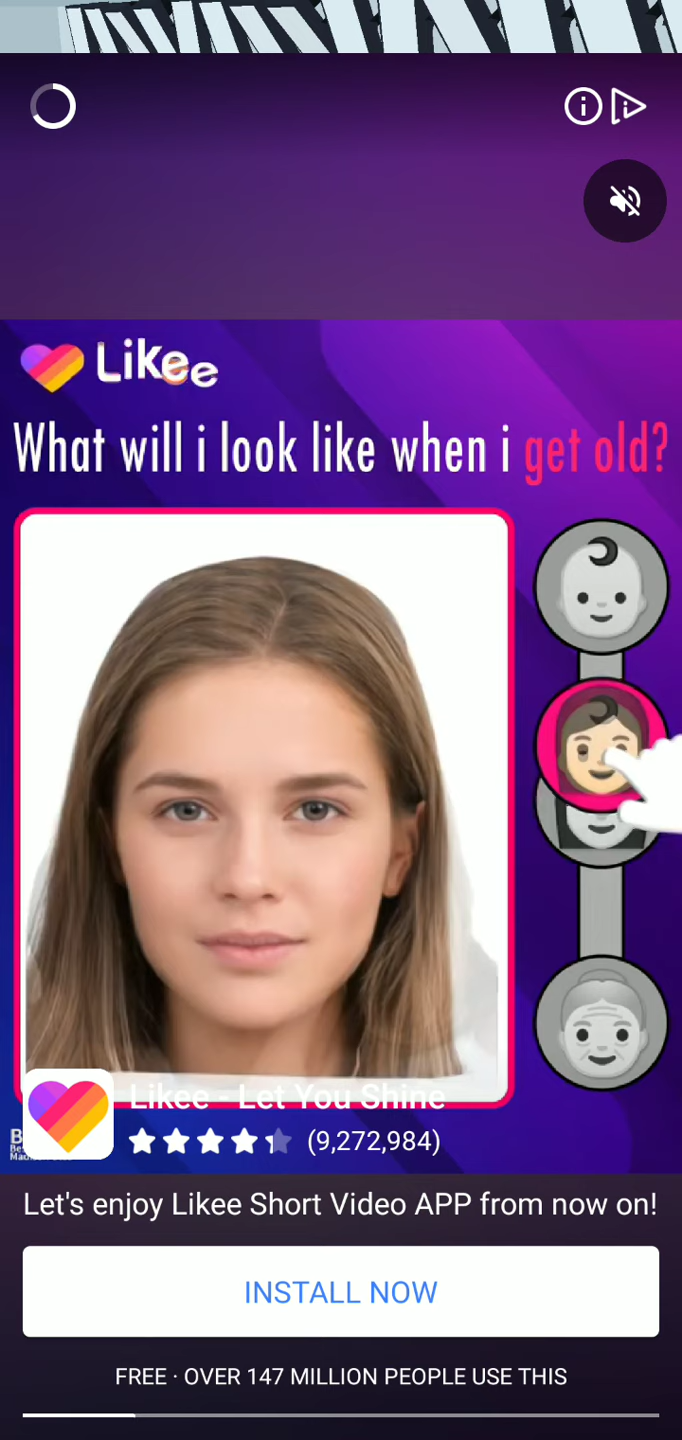 Likee
What will i look like when i get old?
Likee - Let You Shine
(9,272,984)
Let's enjoy Likee Short Video APP from now on!
INSTALL NOW
FREE · OVER 147 MILLION PEOPLE USE THIS